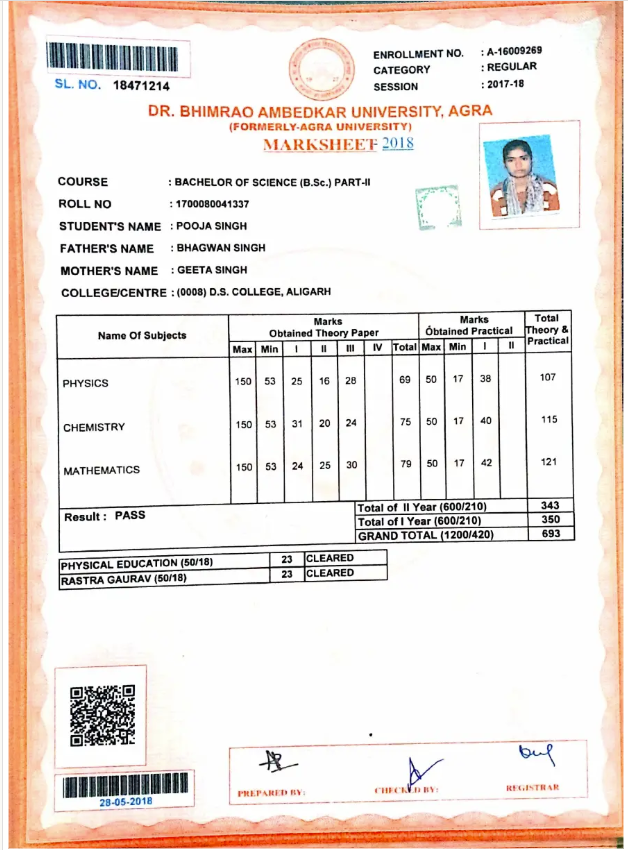 SL. NO. 18471214
ENROLLMENT NO. : A-16009269
CATEGORY : REGULAR
SESSION : 2017-18
DR. BHIMRAO AMBEDKAR UNIVERSITY, AGRA
(FORMERLY-AGRA UNIVERSITY)
MARKSHEET 2018
COURSE : BACHELOR OF SCIENCE (B.Sc.) PART-II
ROLL NO : 1700080041337
STUDENT'S NAME : POOJA SINGH
FATHER'S NAME : BHAGWAN SINGH
MOTHER'S NAME : GEETA SINGH
COLLEGE/CENTRE : (0008) D.S. COLLEGE, ALIGARH
Name Of Subjects Marks Obtained Theory Paper Marks Obtained Practical Total Theory & Practical
Max Min I II III IV Total Max Min I II
PHYSICS 150 53 25 16 28 69 50 17 38 107
CHEMISTRY 150 53 31 20 24 75 50 17 40 115
MATHEMATICS 150 53 24 25 30 79 50 17 42 121
Result : PASS
Total of II Year (600/210) 343
Total of I Year (600/210) 350
GRAND TOTAL (1200/420) 693
PHYSICAL EDUCATION (50/18) 23 CLEARED
RASTRA GAURAV (50/18) 23 CLEARED
28-05-2018
PREPARED BY: CHECKED BY: REGISTRAR